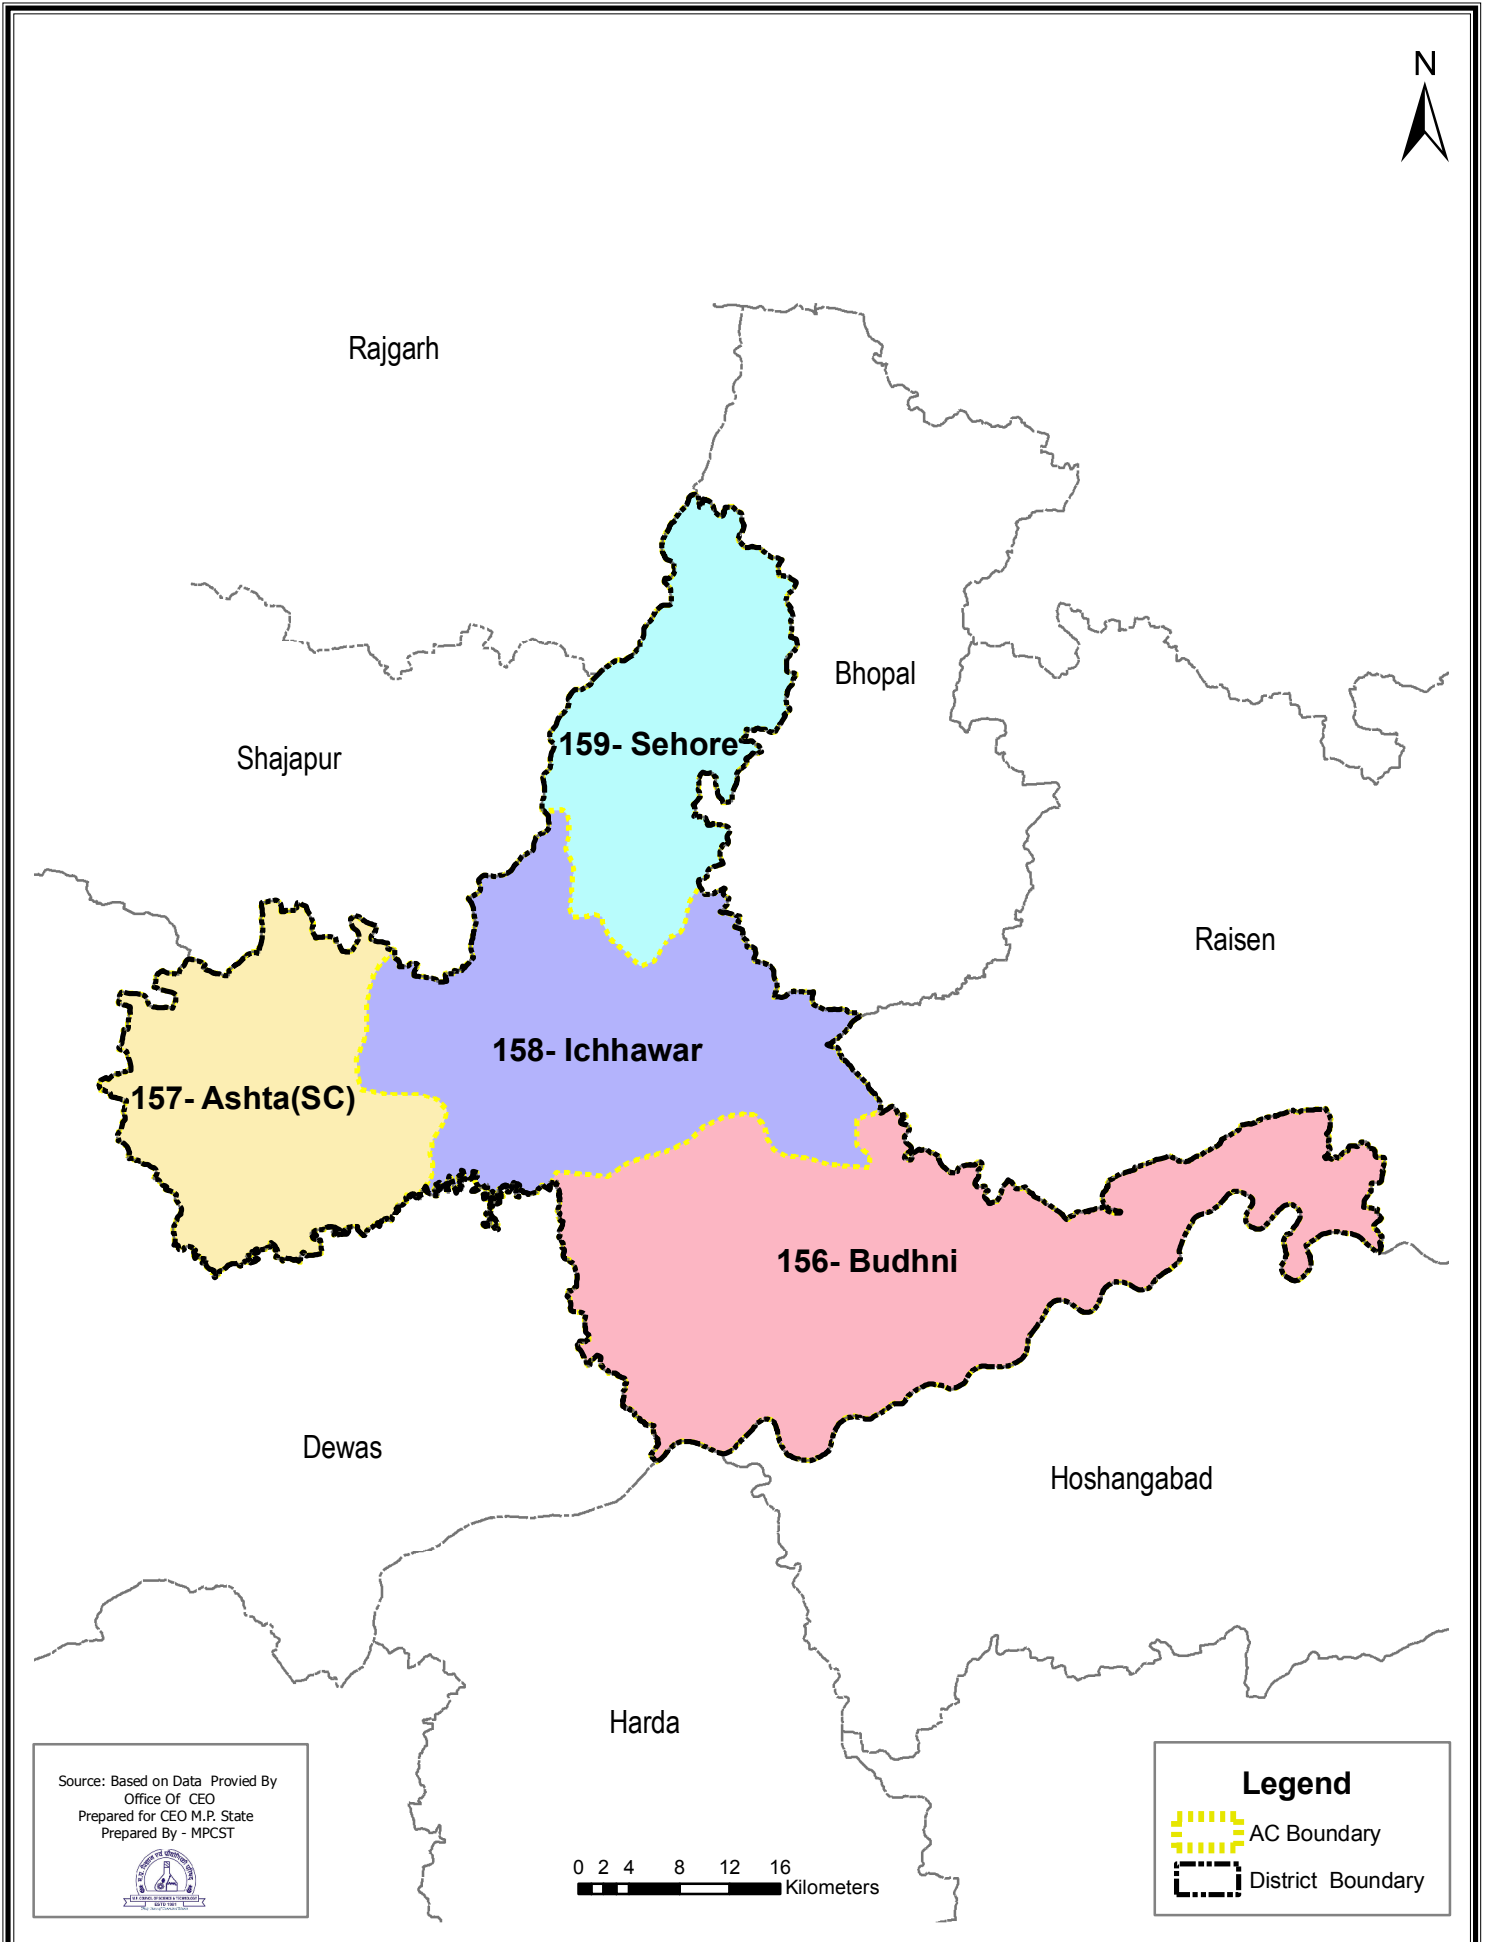 N
Rajgarh
Bhopal
159- Sehore
Shajapur
Raisen
158- Ichhawar
157- Ashta(SC)
156- Budhni
Dewas
Hoshangabad
Harda
Source: Based on Data Provied By
Office Of CEO
Prepared for CEO M.P. State
Prepared By - MPCST
ESTD 1981
0 2 4 8 12 16
Kilometers
Legend
AC Boundary
District Boundary